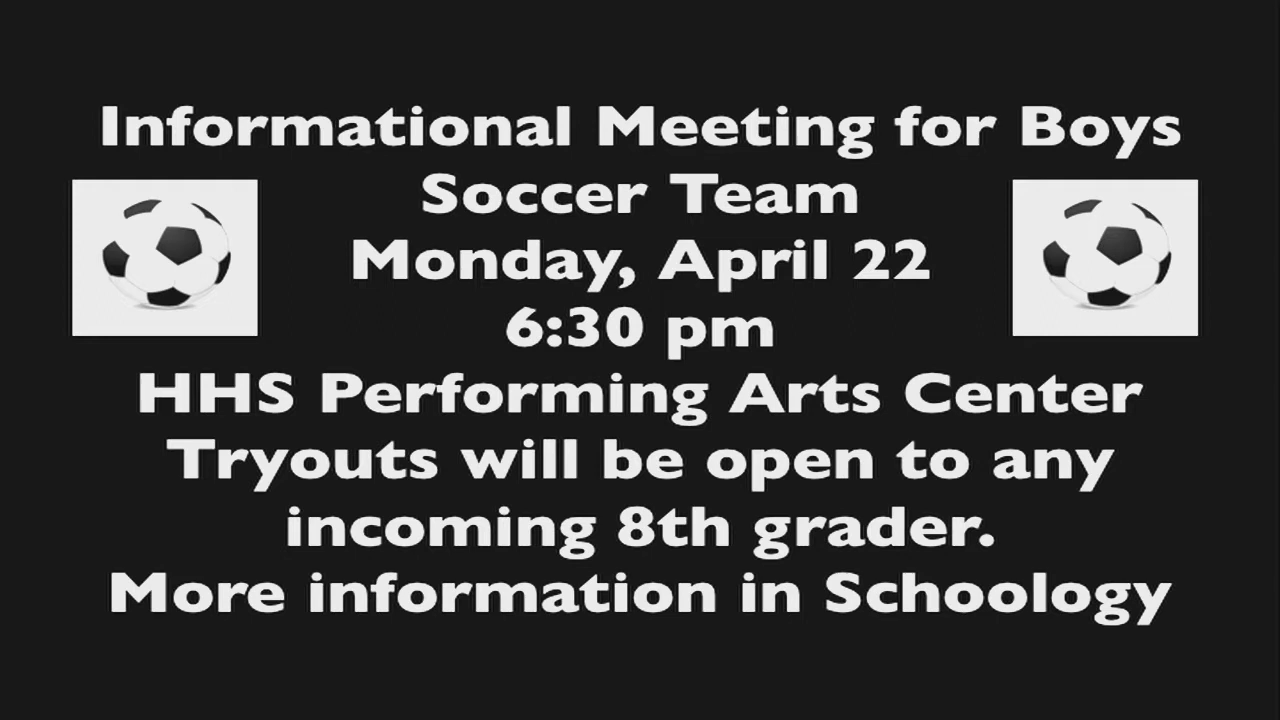 Informational Meeting for Boys
Soccer Team
Monday, April 22
6:30 pm
HHS Performing Arts Center
Tryouts will be open to any
incoming 8th grader.
More information in Schoology